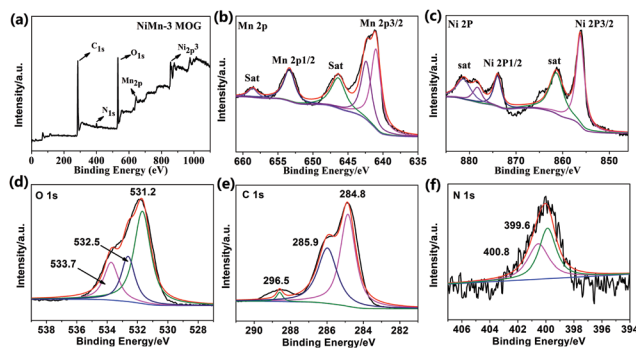 (a)
NiMn-3 MOG
C1s
O1s
Ni2p3
Mn2p
N1s
Intensity/a.u.
0 200 400 600 800 1000
Binding Energy (eV)
(b)
Mn 2p
Mn 2p3/2
Mn 2p1/2
Sat
Sat
Intensity/a.u.
660 655 650 645 640 635
Binding Energy/eV
(c)
Ni 2P
Ni 2P3/2
Sat
Ni 2P1/2
sat
Intensity/a.u.
880 870 860 850
Binding Energy/eV
(d)
O 1s
531.2
532.5
533.7
Intensity/a.u.
538 536 534 532 530 528
Binding Energy/eV
(e)
C 1s
284.8
285.9
296.5
Intensity/a.u.
290 288 286 284 282
Binding Energy/eV
(f)
N 1s
399.6
400.8
Intensity/a.u.
406 404 402 400 398 396 394
Binding Energy/eV